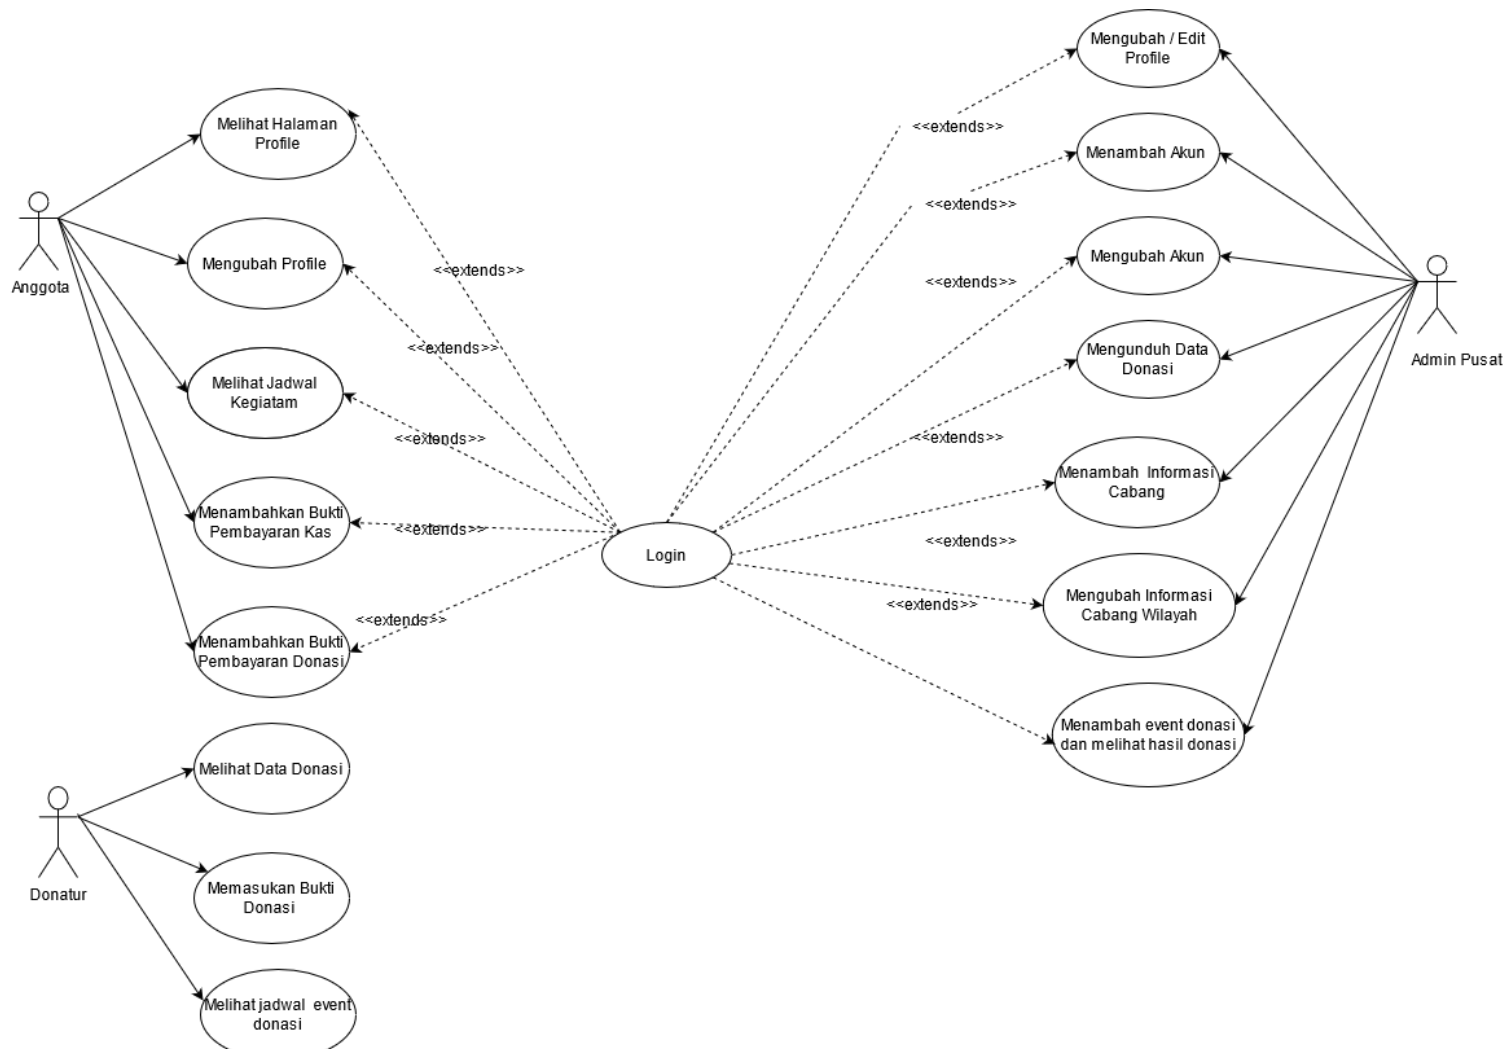 Mengubah / Edit
Profile
<<extends>>
Melihat Halaman
Profile
Menambah Akun
<<extends>>
Mengubah Akun
Mengubah Profile
<<extends>>
<<extends>>
Anggota
<<extends>>
Mengunduh Data
Donasi
Admin Pusat
Melihat Jadwal
Kegiatam
<<extends>>
<<extends>>
Menambah Informasi
Cabang
Menambahkan Bukti
Pembayaran Kas
<<extends>>
<<extends>>
Login
Mengubah Informasi
Cabang Wilayah
<<extends>>
<<extends>>
Menambahkan Bukti
Pembayaran Donasi
Menambah event donasi
dan melihat hasil donasi
Melihat Data Donasi
Donatur
Memasukan Bukti
Donasi
Melihat jadwal event
donasi